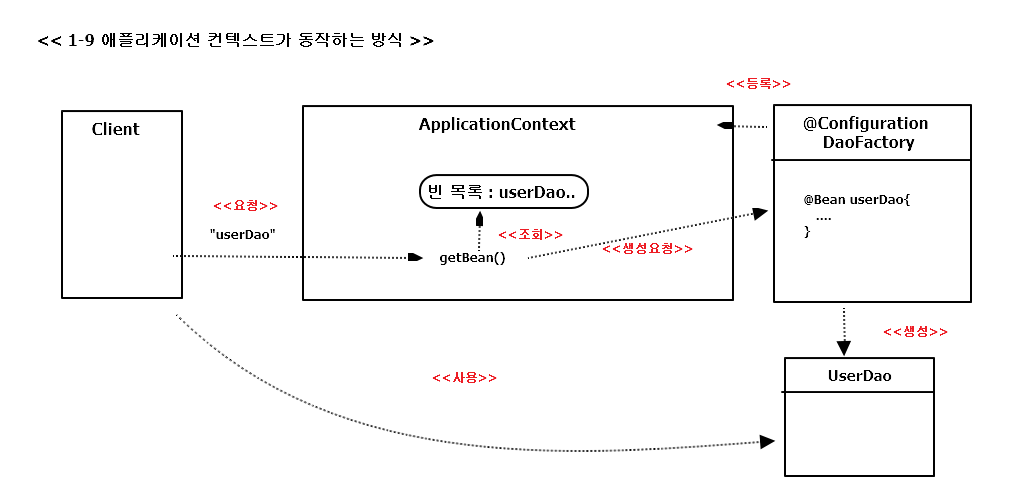 << 1-9 애플리케이션 컨텍스트가 동작하는 방식 >>
<<등록>>
Client
ApplicationContext
@Configuration
DaoFactory
빈 목록 : userDao..
@Bean userDao{
....
}
<<요청>>
"userDao"
<<조회>>
<<생성요청>>
getBean()
<<생성>>
<<사용>>
UserDao